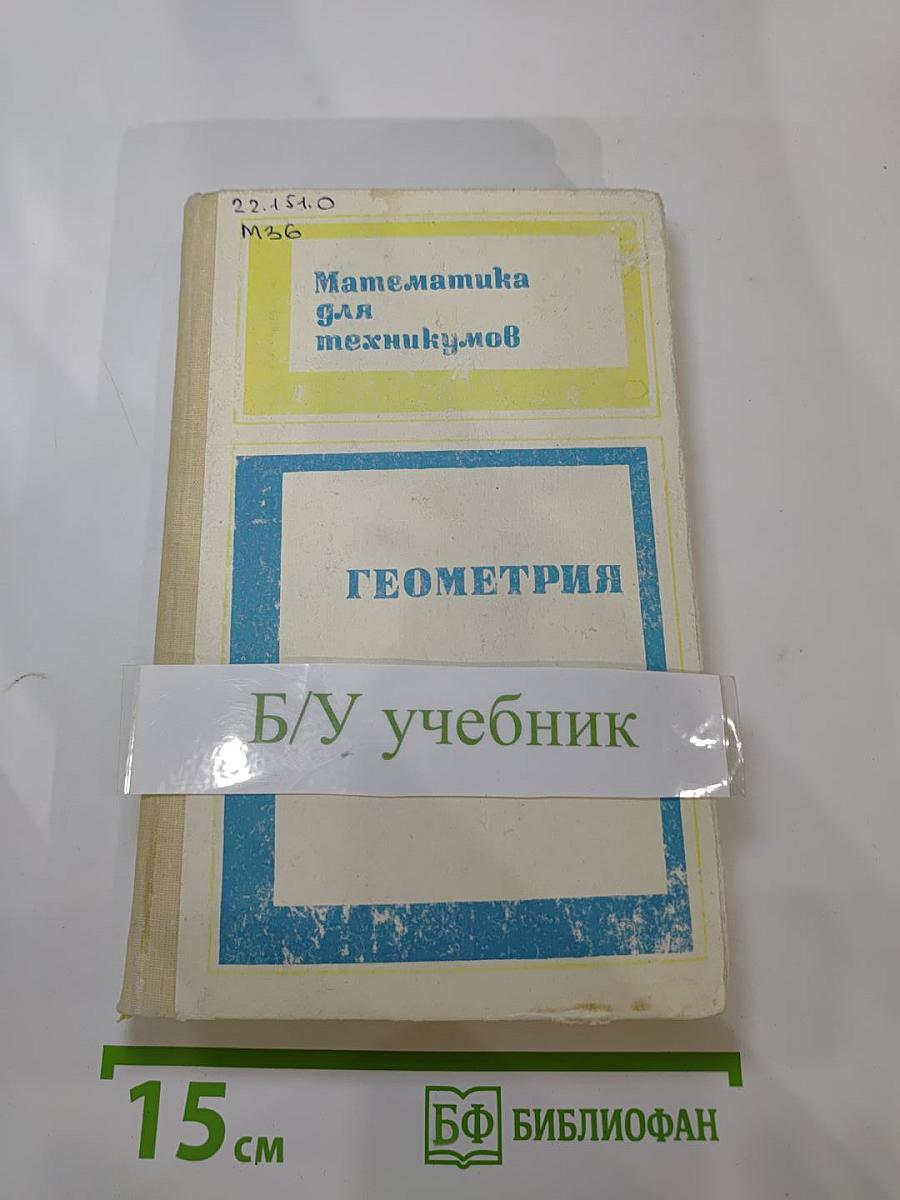 22.151.0
М36
Математика
для
техникумов
ГЕОМЕТРИЯ
Б/У учебник
15 см
БФ БИБЛИОФАН